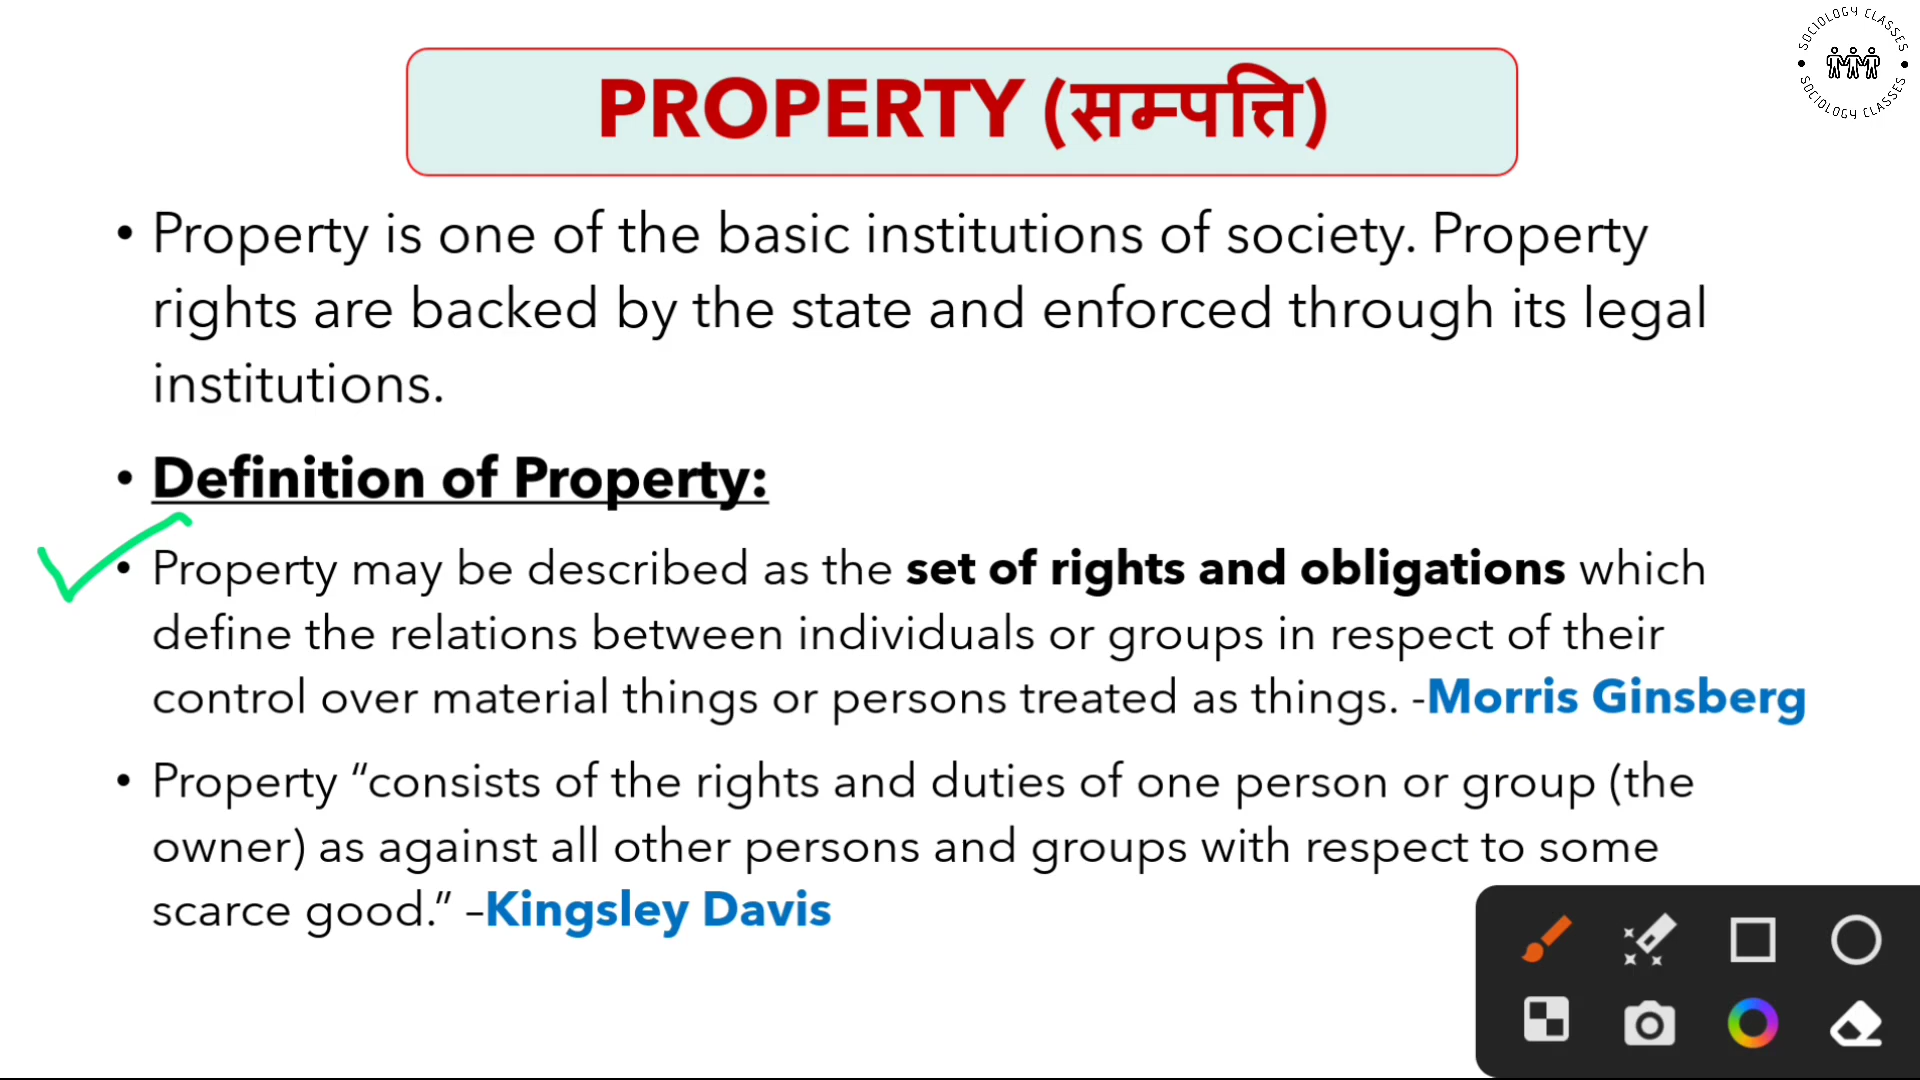 SOCIOLOGY CLASSES
SOCIOLOGY CLASSES
PROPERTY (सम्पत्ति)
• Property is one of the basic institutions of society. Property
rights are backed by the state and enforced through its legal
institutions.
• Definition of Property:
• Property may be described as the set of rights and obligations which
define the relations between individuals or groups in respect of their
control over material things or persons treated as things. -Morris Ginsberg
• Property “consists of the rights and duties of one person or group (the
owner) as against all other persons and groups with respect to some
scarce good.” –Kingsley Davis